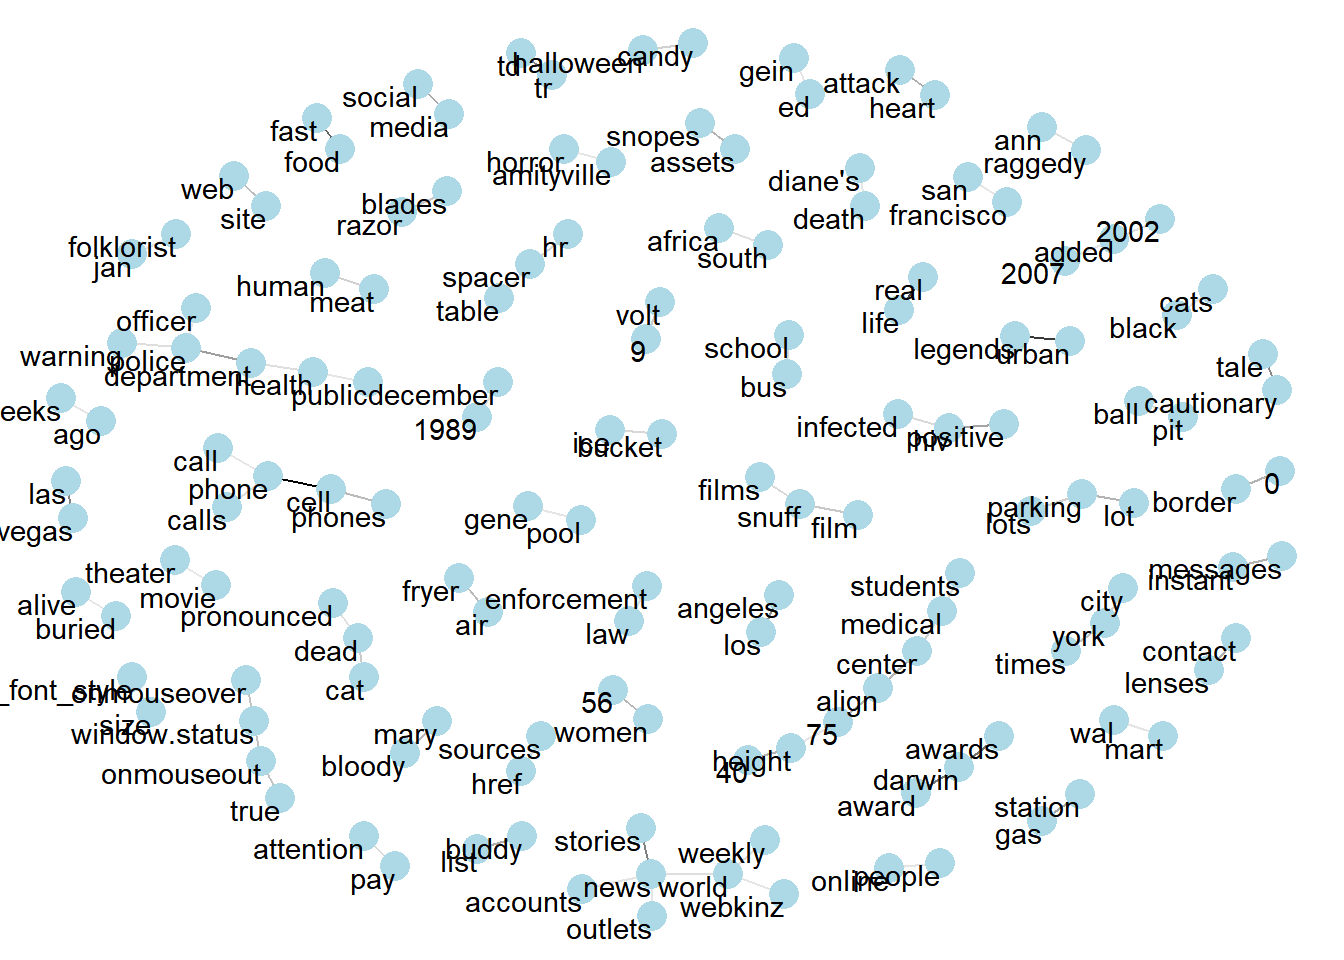 td
halloween
candy
tr
gein
ed
attack
heart
social
media
fast
food
snopes
assets
ann
raggedy
horror
amityville
web
site
blades
razor
diane's
death
san
francisco
folklorist
jan
hr
spacer
table
africa
south
2002
added
2007
human
meat
officer
warning
police
department
health
public
december
1989
volt
9
real
life
cats
black
school
bus
legends
urban
tale
cautionary
eeks
ago
ball
pit
ice
bucket
infected
hiv
positive
call
phone
cell
phones
calls
las
vegas
films
snuff
film
gene
pool
parking
lots
lot
border
0
theater
movie
messages
instant
alive
buried
pronounced
dead
cat
fryer
air
enforcement
law
angeles
los
students
medical
center
align
75
height
40
city
york
times
contact
lenses
_font_style
size
onmouseover
window.status
onmouseout
true
56
women
mary
bloody
sources
href
wal
mart
awards
darwin
award
station
gas
attention
pay
buddy
list
stories
news
world
weekly
webkinz
accounts
outlets
online
people